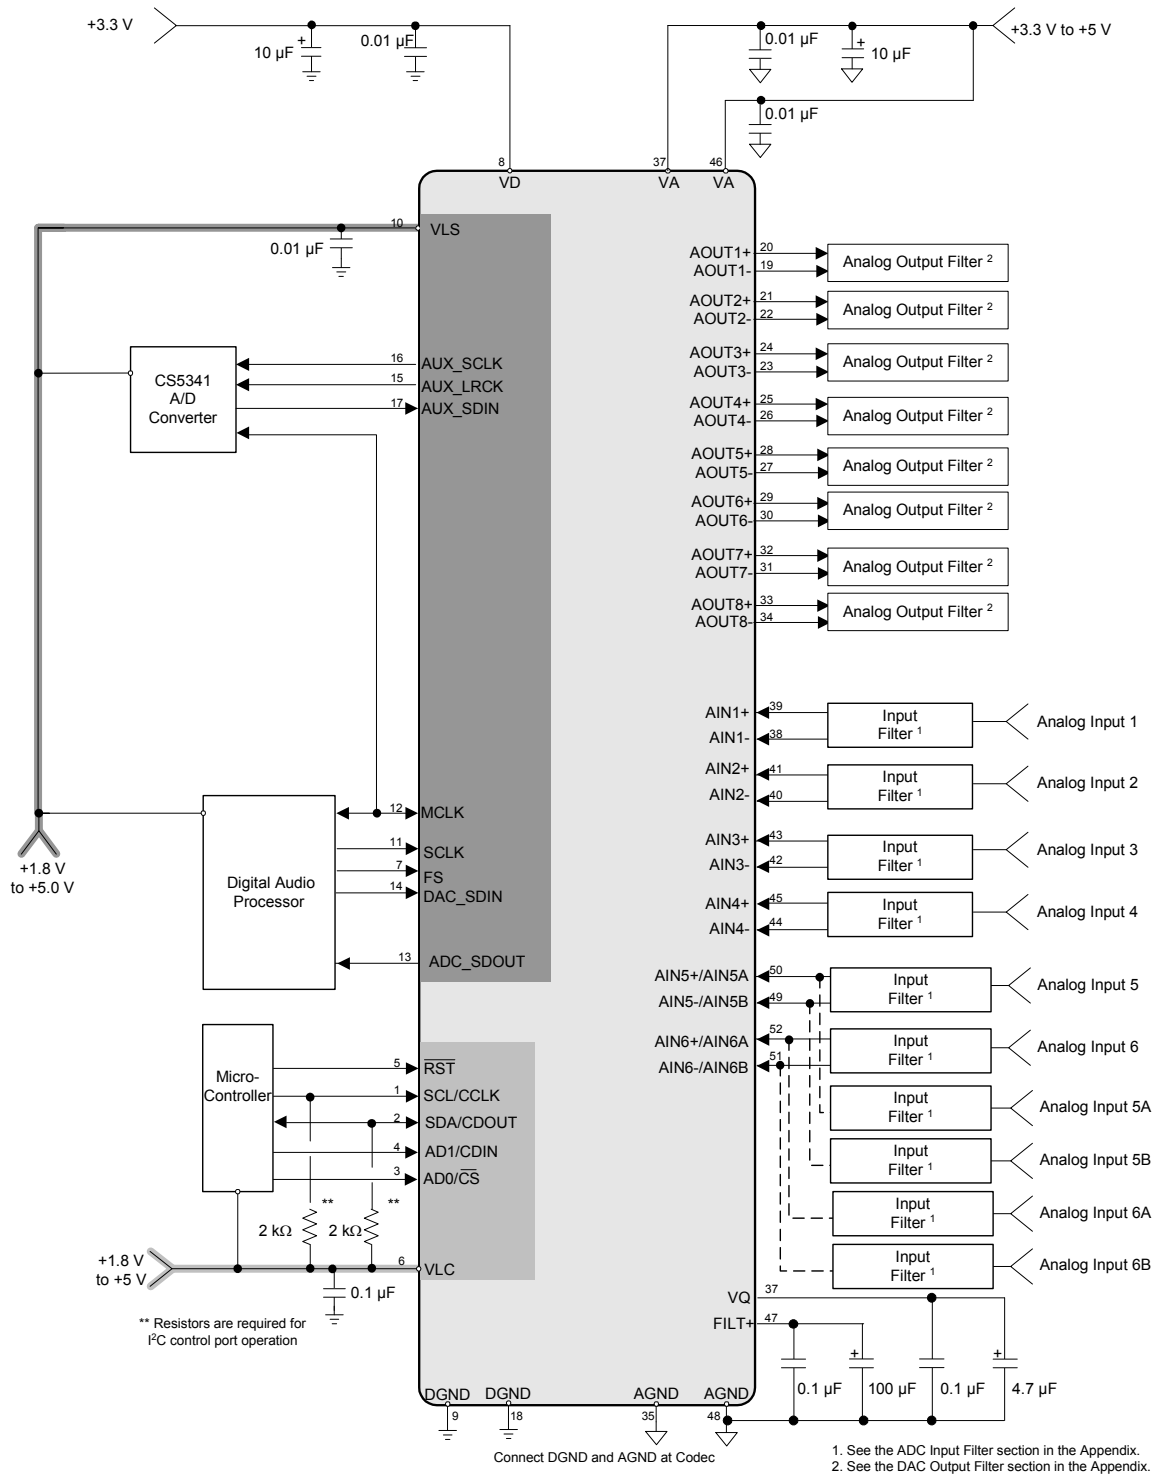 +3.3 V
10 µF
+
0.01 µF
0.01 µF
+
10 µF
+3.3 V to +5 V
0.01 µF
8
VD
37
VA
46
VA
10
VLS
0.01 µF
AOUT1+
20
AOUT1-
19
Analog Output Filter 2
AOUT2+
21
AOUT2-
22
Analog Output Filter 2
AOUT3+
24
AOUT3-
23
Analog Output Filter 2
AOUT4+
25
AOUT4-
26
Analog Output Filter 2
AOUT5+
28
AOUT5-
27
Analog Output Filter 2
AOUT6+
29
AOUT6-
30
Analog Output Filter 2
AOUT7+
32
AOUT7-
31
Analog Output Filter 2
AOUT8+
33
AOUT8-
34
Analog Output Filter 2
CS5341
A/D
Converter
16
AUX_SCLK
15
AUX_LRCK
17
AUX_SDIN
+1.8 V
to +5.0 V
Digital Audio
Processor
12
MCLK
11
SCLK
7
FS
14
DAC_SDIN
13
ADC_SDOUT
AIN1+
39
AIN1-
38
Input
Filter 1
Analog Input 1
AIN2+
41
AIN2-
40
Input
Filter 1
Analog Input 2
AIN3+
43
AIN3-
42
Input
Filter 1
Analog Input 3
AIN4+
45
AIN4-
44
Input
Filter 1
Analog Input 4
AIN5+/AIN5A
50
AIN5-/AIN5B
49
Input
Filter 1
Analog Input 5
AIN6+/AIN6A
52
AIN6-/AIN6B
51
Input
Filter 1
Analog Input 6
Input
Filter 1
Analog Input 5A
Input
Filter 1
Analog Input 5B
Input
Filter 1
Analog Input 6A
Input
Filter 1
Analog Input 6B
Micro-
Controller
5
RST
1
SCL/CCLK
2
SDA/CDOUT
4
AD1/CDIN
3
AD0/CS
**
2 kΩ
**
2 kΩ
+1.8 V
to +5 V
6
VLC
0.1 µF
** Resistors are required for
I2C control port operation
VQ
37
FILT+
47
0.1 µF
+
100 µF
0.1 µF
+
4.7 µF
DGND
9
DGND
18
AGND
35
AGND
48
Connect DGND and AGND at Codec
1. See the ADC Input Filter section in the Appendix.
2. See the DAC Output Filter section in the Appendix.